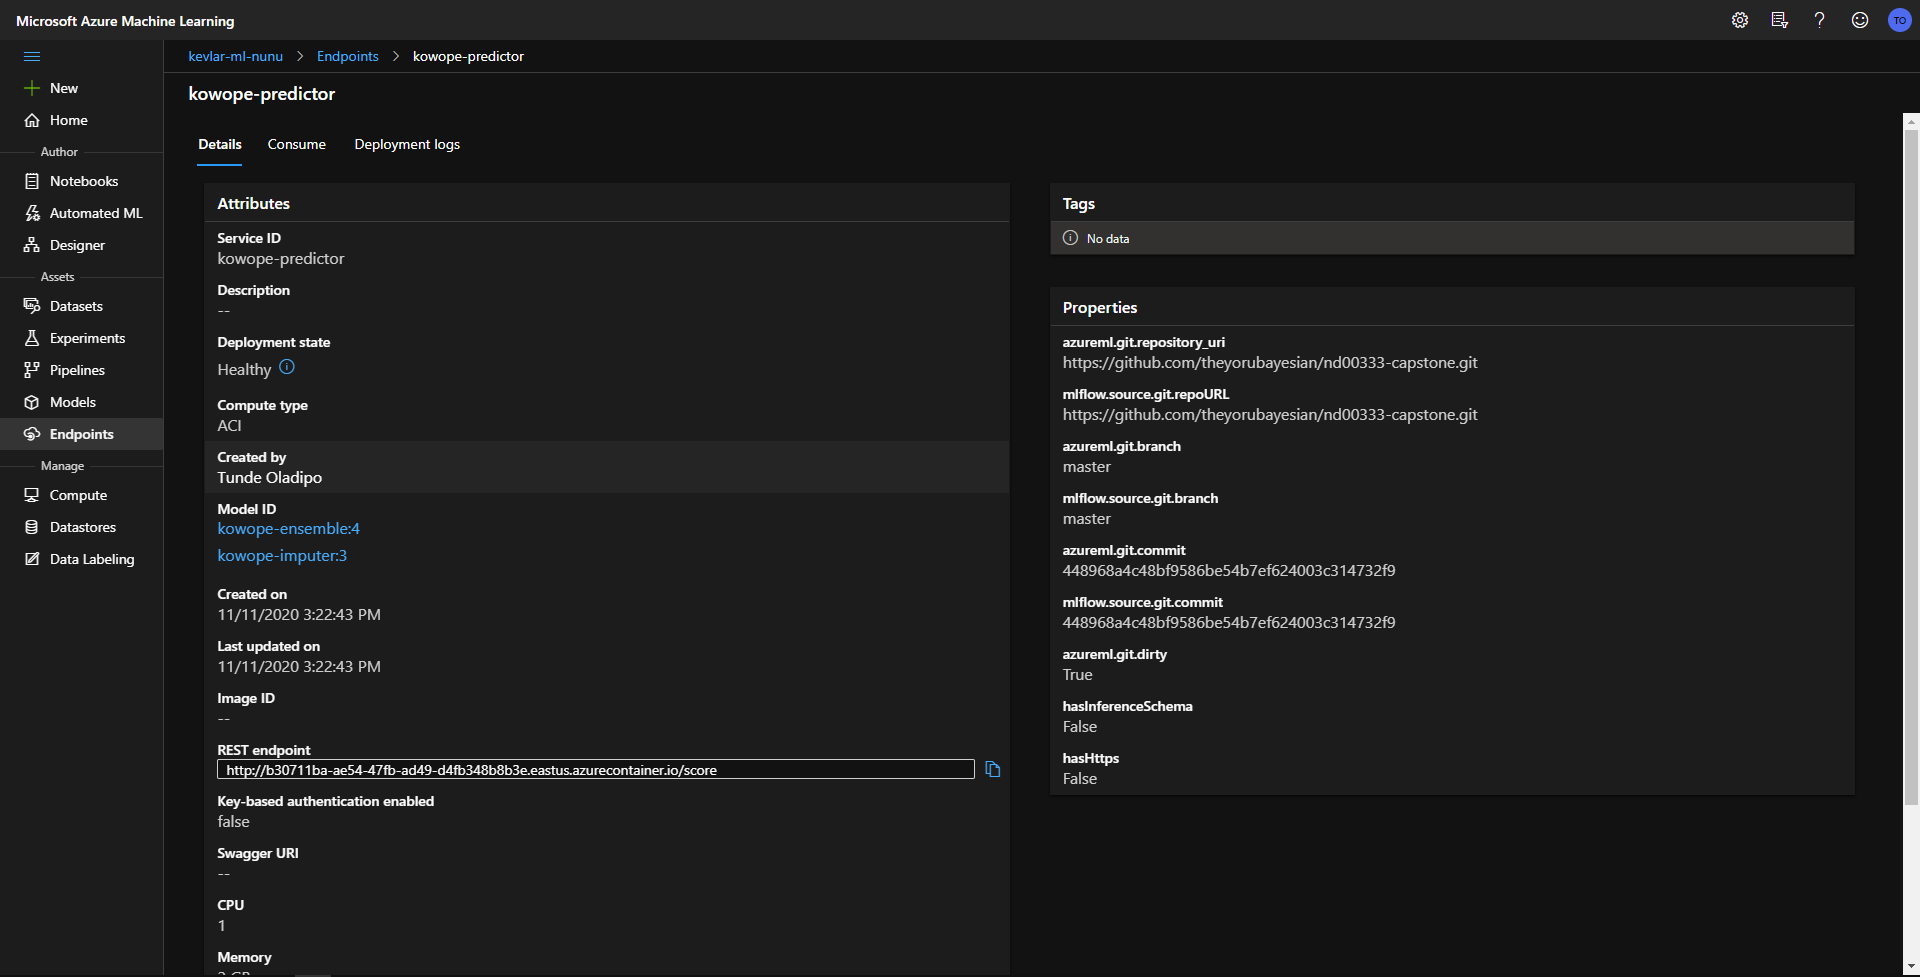 Microsoft Azure Machine Learning
TO
kevlar-ml-nunu > Endpoints > kowope-predictor
New
Home
Author
Notebooks
Automated ML
Designer
Assets
Datasets
Experiments
Pipelines
Models
Endpoints
Manage
Compute
Datastores
Data Labeling
kowope-predictor
Details Consume Deployment logs
Attributes
Service ID
kowope-predictor
Description
--
Deployment state
Healthy
Compute type
ACI
Created by
Tunde Oladipo
Model ID
kowope-ensemble:4
kowope-imputer:3
Created on
11/11/2020 3:22:43 PM
Last updated on
11/11/2020 3:22:43 PM
Image ID
--
REST endpoint
http://b30711ba-ae54-47fb-ad49-d4fb348b8b3e.eastus.azurecontainer.io/score
Key-based authentication enabled
false
Swagger URI
--
CPU
1
Memory
Tags
No data
Properties
azureml.git.repository_uri
https://github.com/theyorubayesian/nd00333-capstone.git
mlflow.source.git.repoURL
https://github.com/theyorubayesian/nd00333-capstone.git
azureml.git.branch
master
mlflow.source.git.branch
master
azureml.git.commit
448968a4c48bf9586be54b7ef624003c314732f9
mlflow.source.git.commit
448968a4c48bf9586be54b7ef624003c314732f9
azureml.git.dirty
True
hasInferenceSchema
False
hasHttps
False